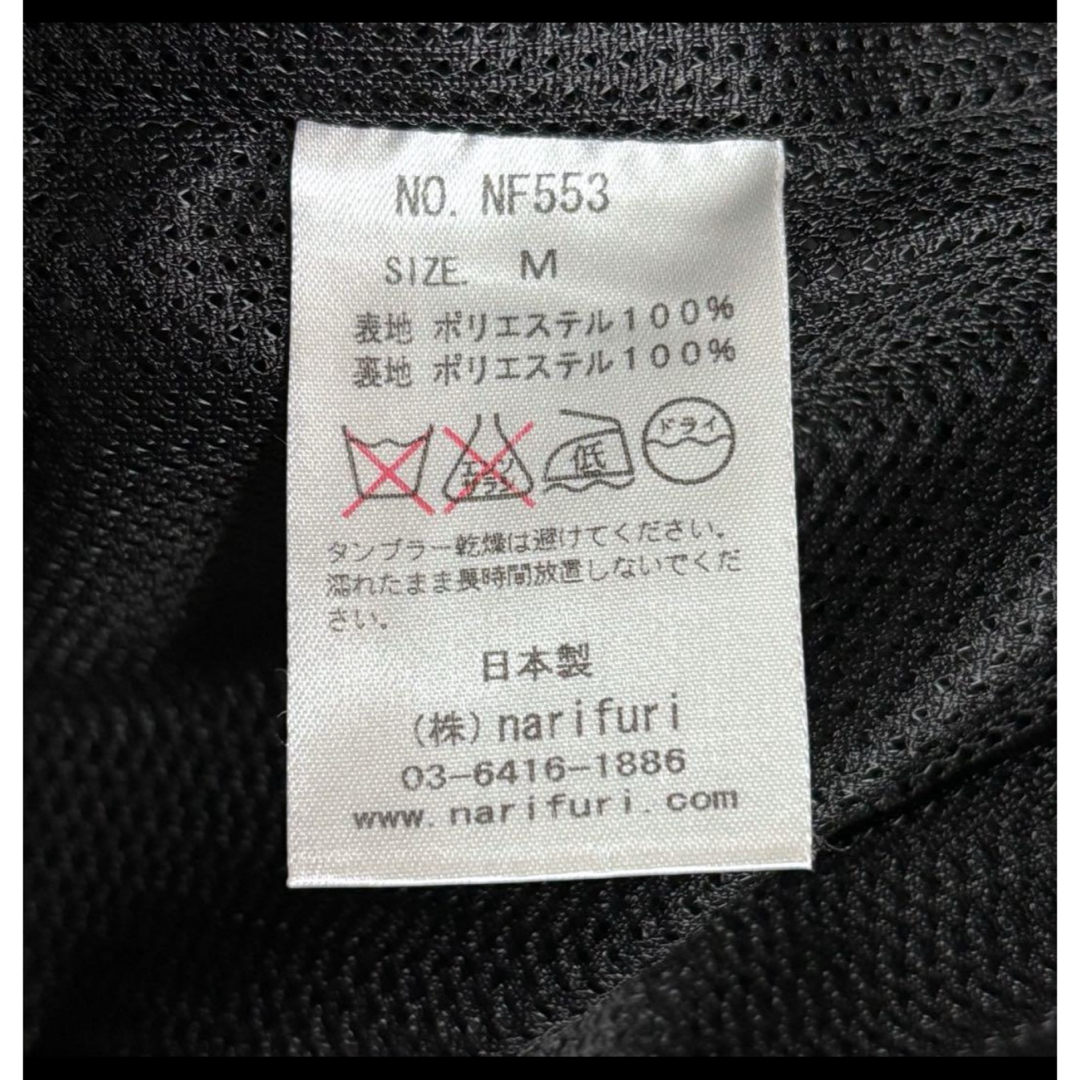 NO. NF553
SIZE. M
表地 ポリエステル100%
裏地 ポリエステル100%
エンソ サラシ 低 ドライ
タンブラー乾燥は避けてください。
濡れたまま長時間放置しないでくだ
さい。
日本製
(株)narifuri
03-6416-1886
www.narifuri.com